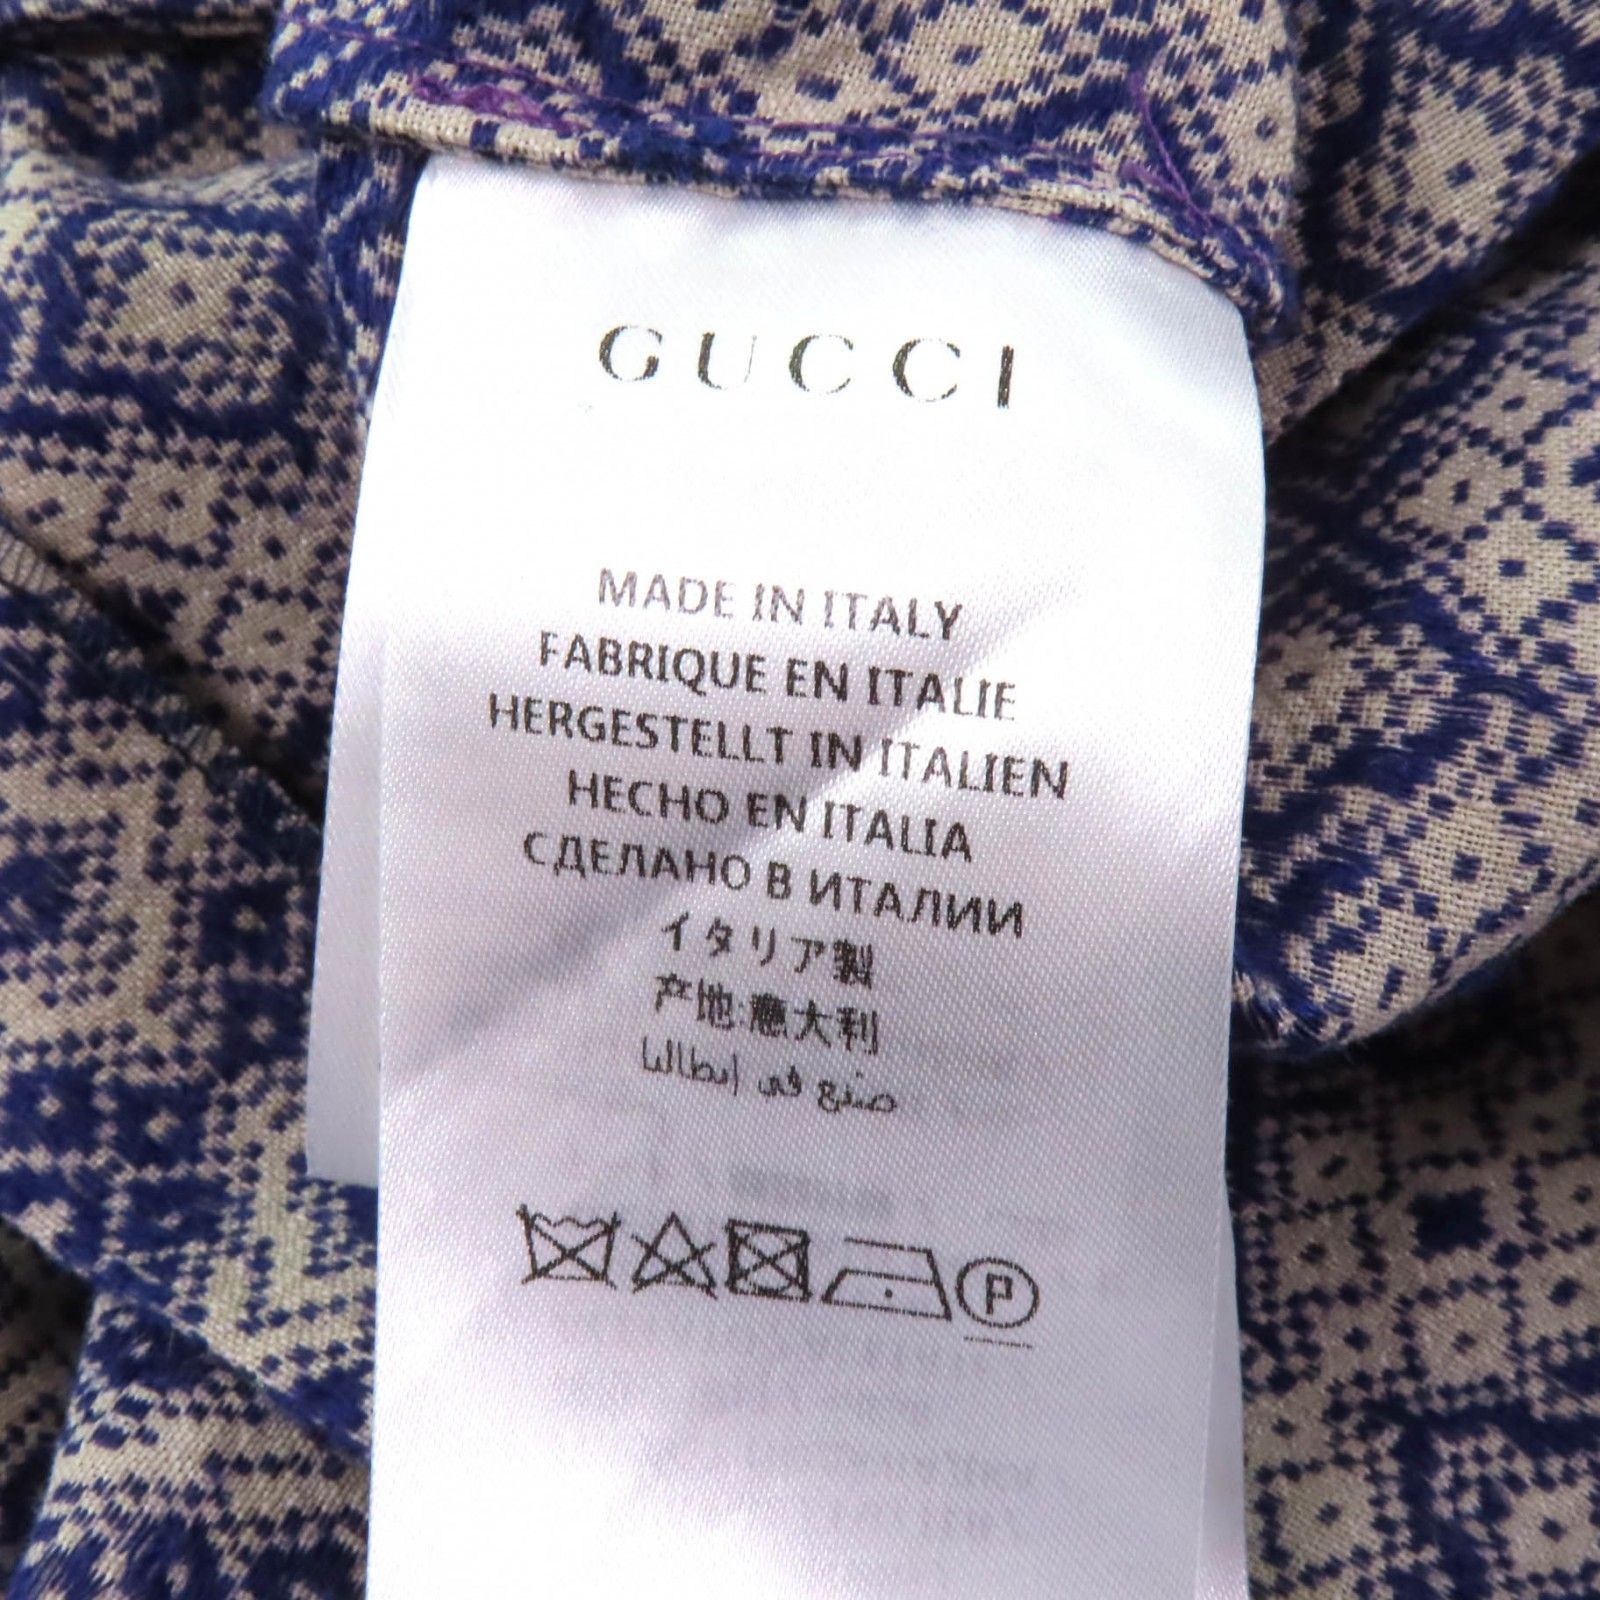 GUCCI
MADE IN ITALY
FABRIQUE EN ITALIE
HERGESTELLT IN ITALIEN
HECHO EN ITALIA
СДЕЛАНО В ИТАЛИИ
イタリア製
产地:意大利
صنع في إيطاليا
P